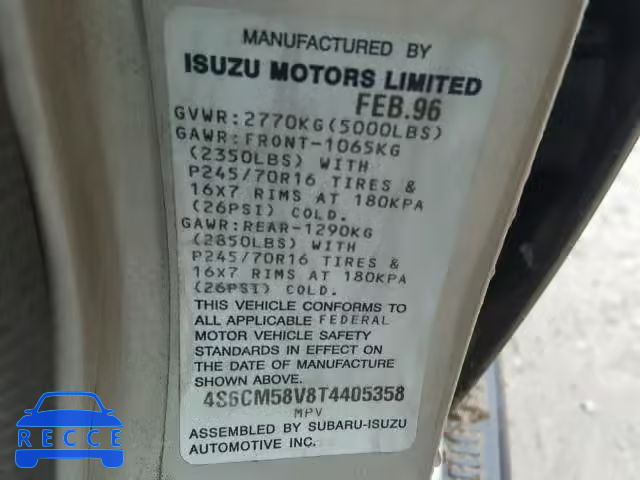 MANUFACTURED BY
ISUZU MOTORS LIMITED
FEB.96
GVWR:2770KG(5000LBS)
GAWR:FRONT-1065KG
(2350LBS) WITH
P245/70R16 TIRES &
16X7 RIMS AT 180KPA
(26PSI) COLD.
GAWR:REAR-1290KG
(2850LBS) WITH
P245/70R16 TIRES &
16X7 RIMS AT 180KPA
(26PSI) COLD.
THIS VEHICLE CONFORMS TO
ALL APPLICABLE FEDERAL
MOTOR VEHICLE SAFETY
STANDARDS IN EFFECT ON
THE DATE OF MANUFACTURE
SHOWN ABOVE.
4S6CM58V8T4405358
MPV
ASSEMBLED BY SUBARU-ISUZU
AUTOMOTIVE INC.
RECCE